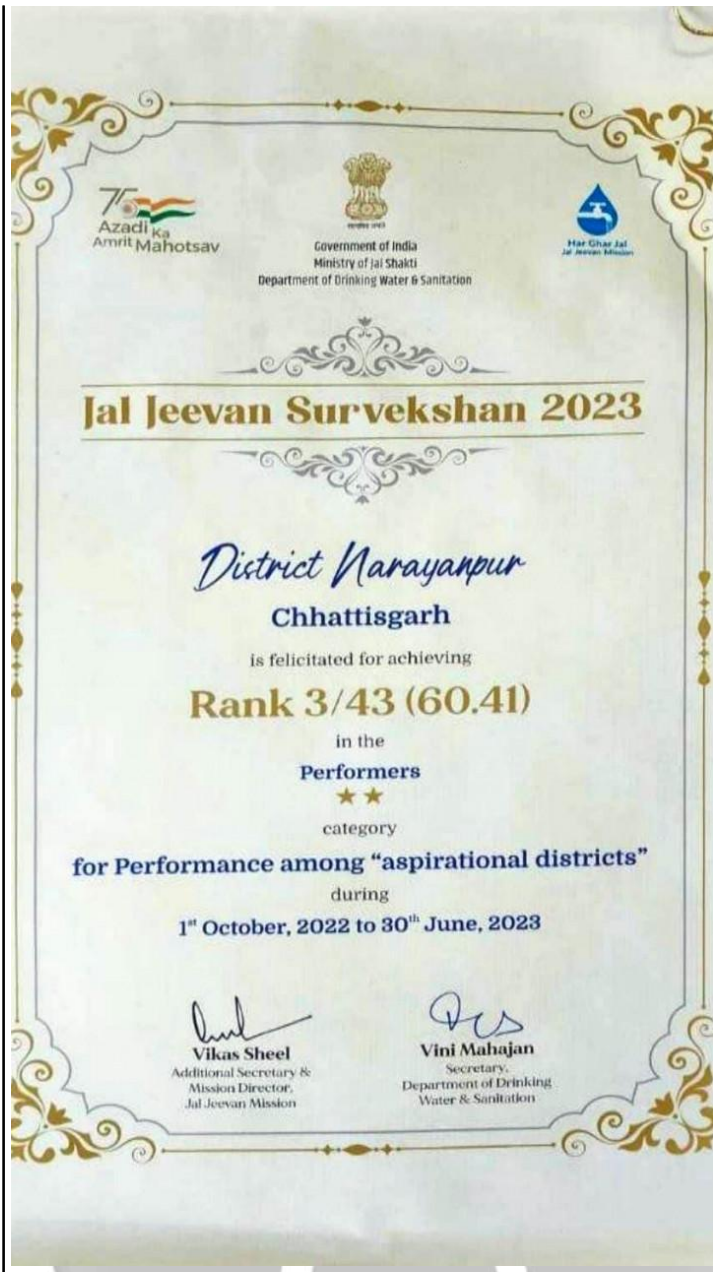 75
Azadi Ka
Amrit Mahotsav
Government of India
Ministry of Jal Shakti
Department of Drinking Water & Sanitation
Har Ghar Jal
Jal Jeevan Mission
Jal Jeevan Survekshan 2023
District Narayanpur
Chhattisgarh
is felicitated for achieving
Rank 3/43 (60.41)
in the
Performers
★★
category
for Performance among “aspirational districts”
during
1st October, 2022 to 30th June, 2023
Vikas Sheel
Additional Secretary &
Mission Director,
Jal Jeevan Mission
Vini Mahajan
Secretary,
Department of Drinking
Water & Sanitation